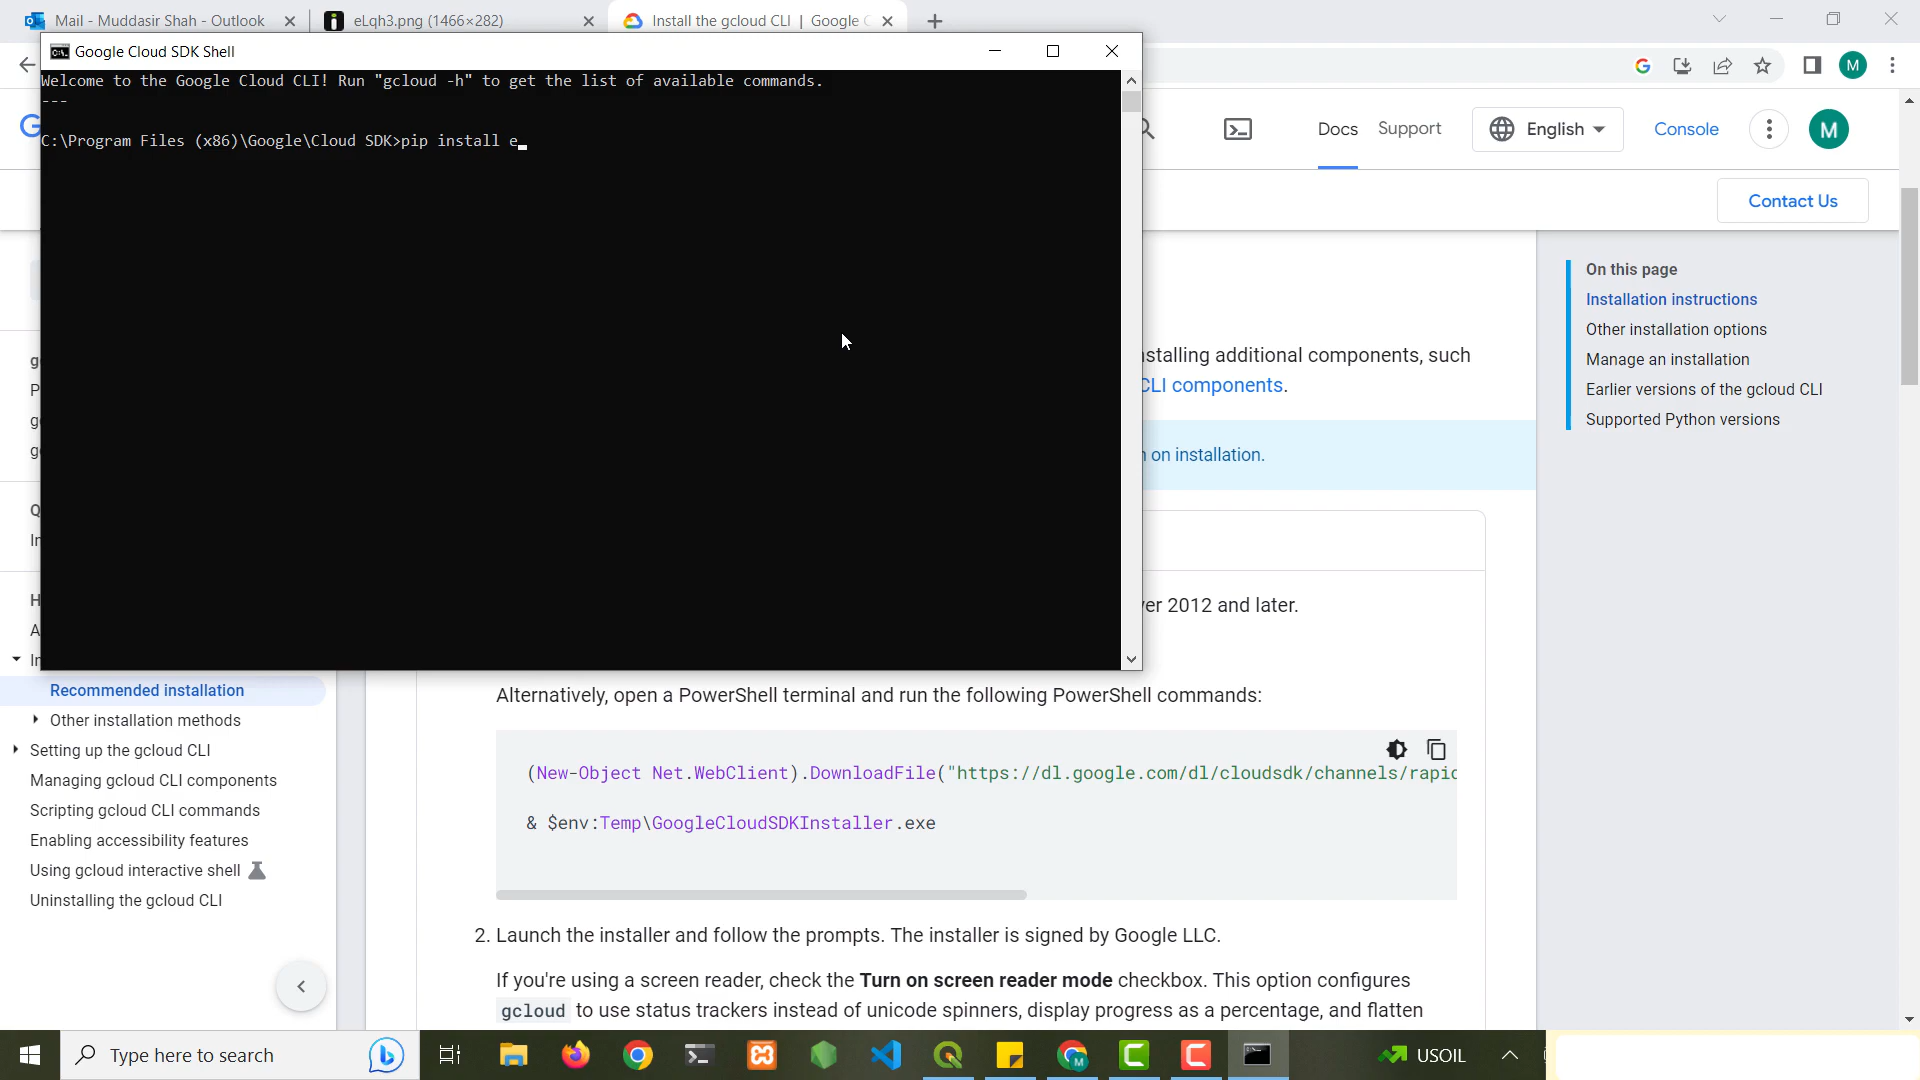 Mail - Muddasir Shah - Outlook
eLqh3.png (1466×282)
Install the gcloud CLI | Google C
Google Cloud SDK Shell
Welcome to the Google Cloud CLI! Run "gcloud -h" to get the list of available commands.
---
C:\Program Files (x86)\Google\Cloud SDK>pip install e_
Docs
Support
English
Console
M
M
Contact Us
On this page
Installation instructions
Other installation options
Manage an installation
Earlier versions of the gcloud CLI
Supported Python versions
nstalling additional components, such
CLI components.
n on installation.
ver 2012 and later.
Recommended installation
Other installation methods
Setting up the gcloud CLI
Managing gcloud CLI components
Scripting gcloud CLI commands
Enabling accessibility features
Using gcloud interactive shell
Uninstalling the gcloud CLI
Alternatively, open a PowerShell terminal and run the following PowerShell commands:
(New-Object Net.WebClient).DownloadFile("https://dl.google.com/dl/cloudsdk/channels/rapid
& $env:Temp\GoogleCloudSDKInstaller.exe
2. Launch the installer and follow the prompts. The installer is signed by Google LLC.
If you're using a screen reader, check the Turn on screen reader mode checkbox. This option configures
gcloud to use status trackers instead of unicode spinners, display progress as a percentage, and flatten
Type here to search
USOIL